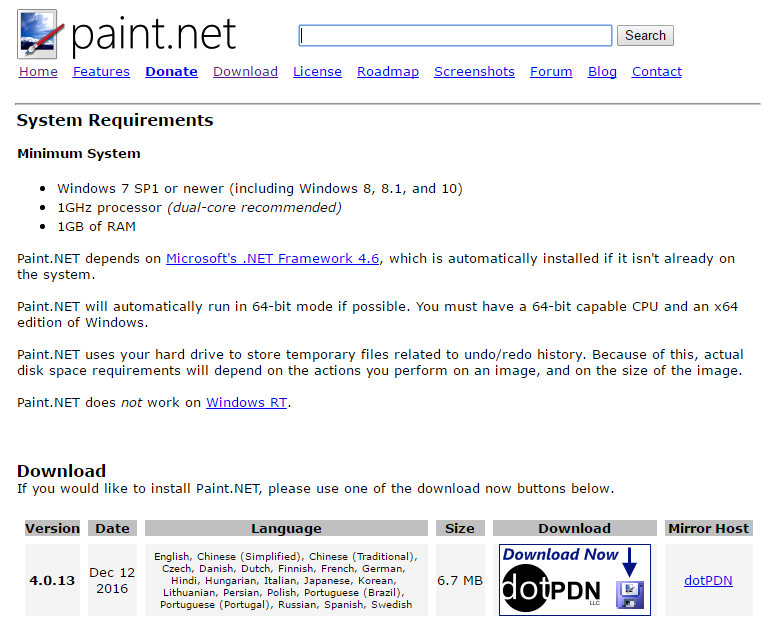 paint.net
Search
Home Features Donate Download License Roadmap Screenshots Forum Blog Contact
System Requirements
Minimum System
• Windows 7 SP1 or newer (including Windows 8, 8.1, and 10)
• 1GHz processor (dual-core recommended)
• 1GB of RAM
Paint.NET depends on Microsoft's .NET Framework 4.6, which is automatically installed if it isn't already on
the system.
Paint.NET will automatically run in 64-bit mode if possible. You must have a 64-bit capable CPU and an x64
edition of Windows.
Paint.NET uses your hard drive to store temporary files related to undo/redo history. Because of this, actual
disk space requirements will depend on the actions you perform on an image, and on the size of the image.
Paint.NET does not work on Windows RT.
Download
If you would like to install Paint.NET, please use one of the download now buttons below.
Version Date Language Size Download Mirror Host
4.0.13
Dec 12
2016
English, Chinese (Simplified), Chinese (Traditional),
Czech, Danish, Dutch, Finnish, French, German,
Hindi, Hungarian, Italian, Japanese, Korean,
Lithuanian, Persian, Polish, Portuguese (Brazil),
Portuguese (Portugal), Russian, Spanish, Swedish
6.7 MB
Download Now
dotPDN
LLC
dotPDN